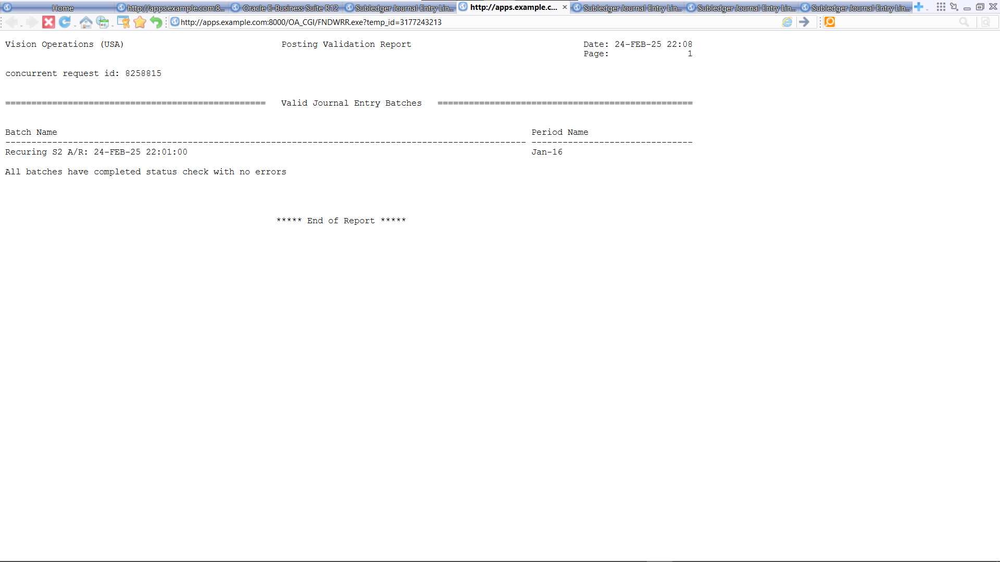 Home http://apps.example.com:8... Oracle E-Business Suite R12 Subledger Journal Entry Lin... http://apps.example.c... Subledger Journal Entry Lin... Subledger Journal Entry Lin... Subledger Journal Entry Lin...
http://apps.example.com:8000/OA_CGI/FNDWRR.exe?temp_id=3177243213
Vision Operations (USA) Posting Validation Report Date: 24-FEB-25 22:08
Page: 1
concurrent request id: 8258815
================================================== Valid Journal Entry Batches =================================================
Batch Name Period Name
---------------------------------------------------------------------------------------------------- -------------------------------
Recuring S2 A/R: 24-FEB-25 22:01:00 Jan-16
All batches have completed status check with no errors
***** End of Report *****